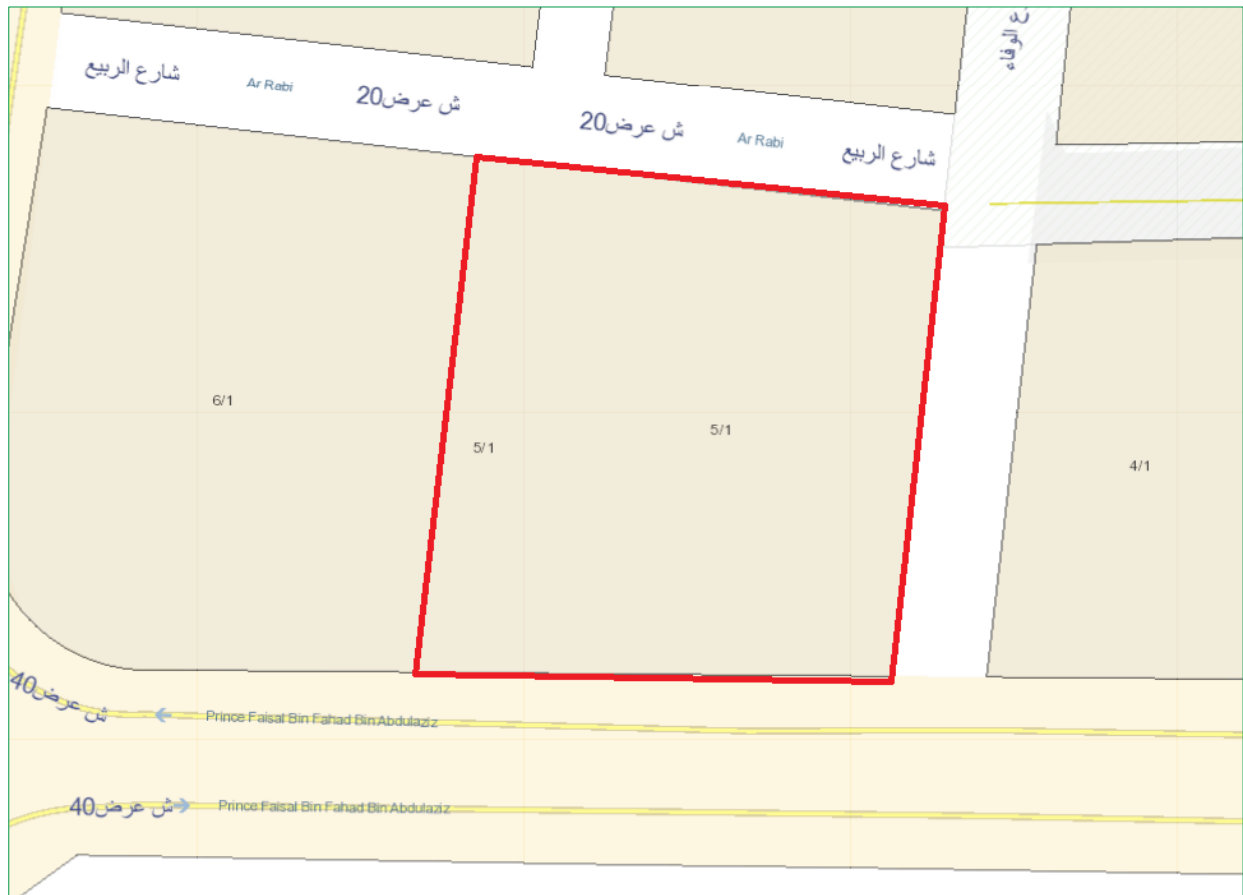 شارع الربيع
Ar Rabi
ش عرض20
ش عرض20
Ar Rabi
شارع الربيع
الوفاء
6/1
5/1
5/1
4/1
ش عرض40
Prince Faisal Bin Fahad Bin Abdulaziz
ش عرض40
Prince Faisal Bin Fahad Bin Abdulaziz